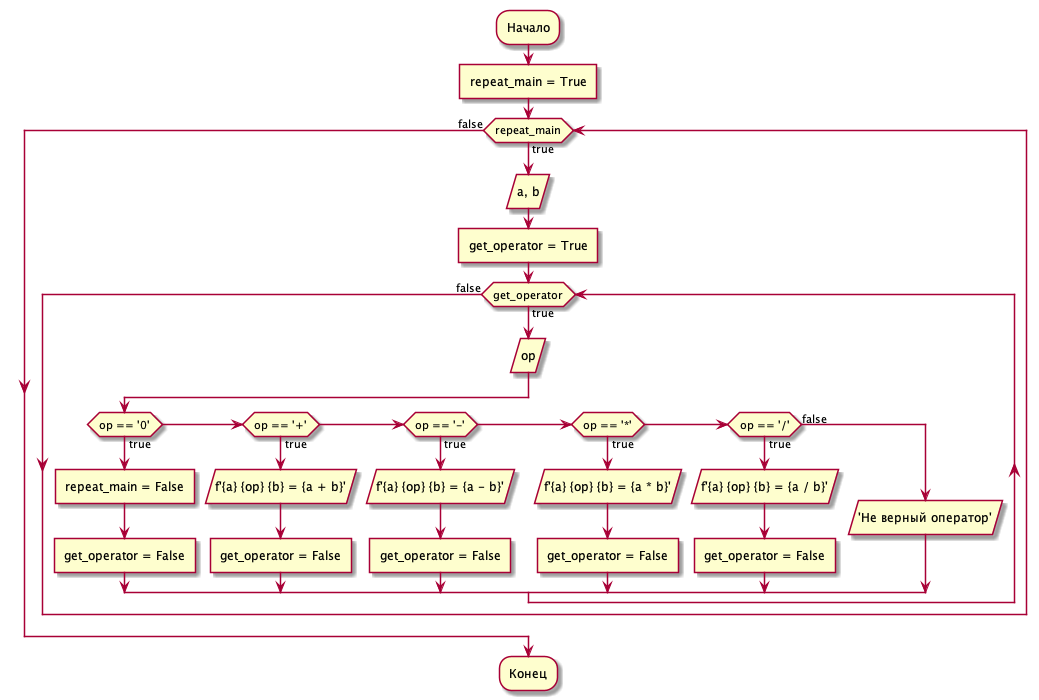 Начало
repeat_main = True
false
repeat_main
true
a, b
get_operator = True
false
get_operator
true
op
op == '0'
op == '+'
op == '-'
op == '*'
op == '/'
false
true
true
true
true
true
repeat_main = False
f'{a} {op} {b} = {a + b}'
f'{a} {op} {b} = {a - b}'
f'{a} {op} {b} = {a * b}'
f'{a} {op} {b} = {a / b}'
'Не верный оператор'
get_operator = False
get_operator = False
get_operator = False
get_operator = False
get_operator = False
Конец